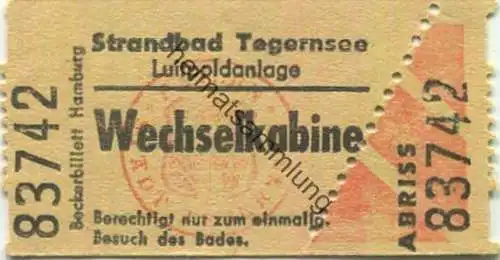 83742
Beckerbillett Hamburg
Strandbad Tegernsee
Luitpoldanlage
Wechselkabine
Berechtigt nur zum einmalig.
Besuch des Bades.
ABRISS
83742
heimatsammlung